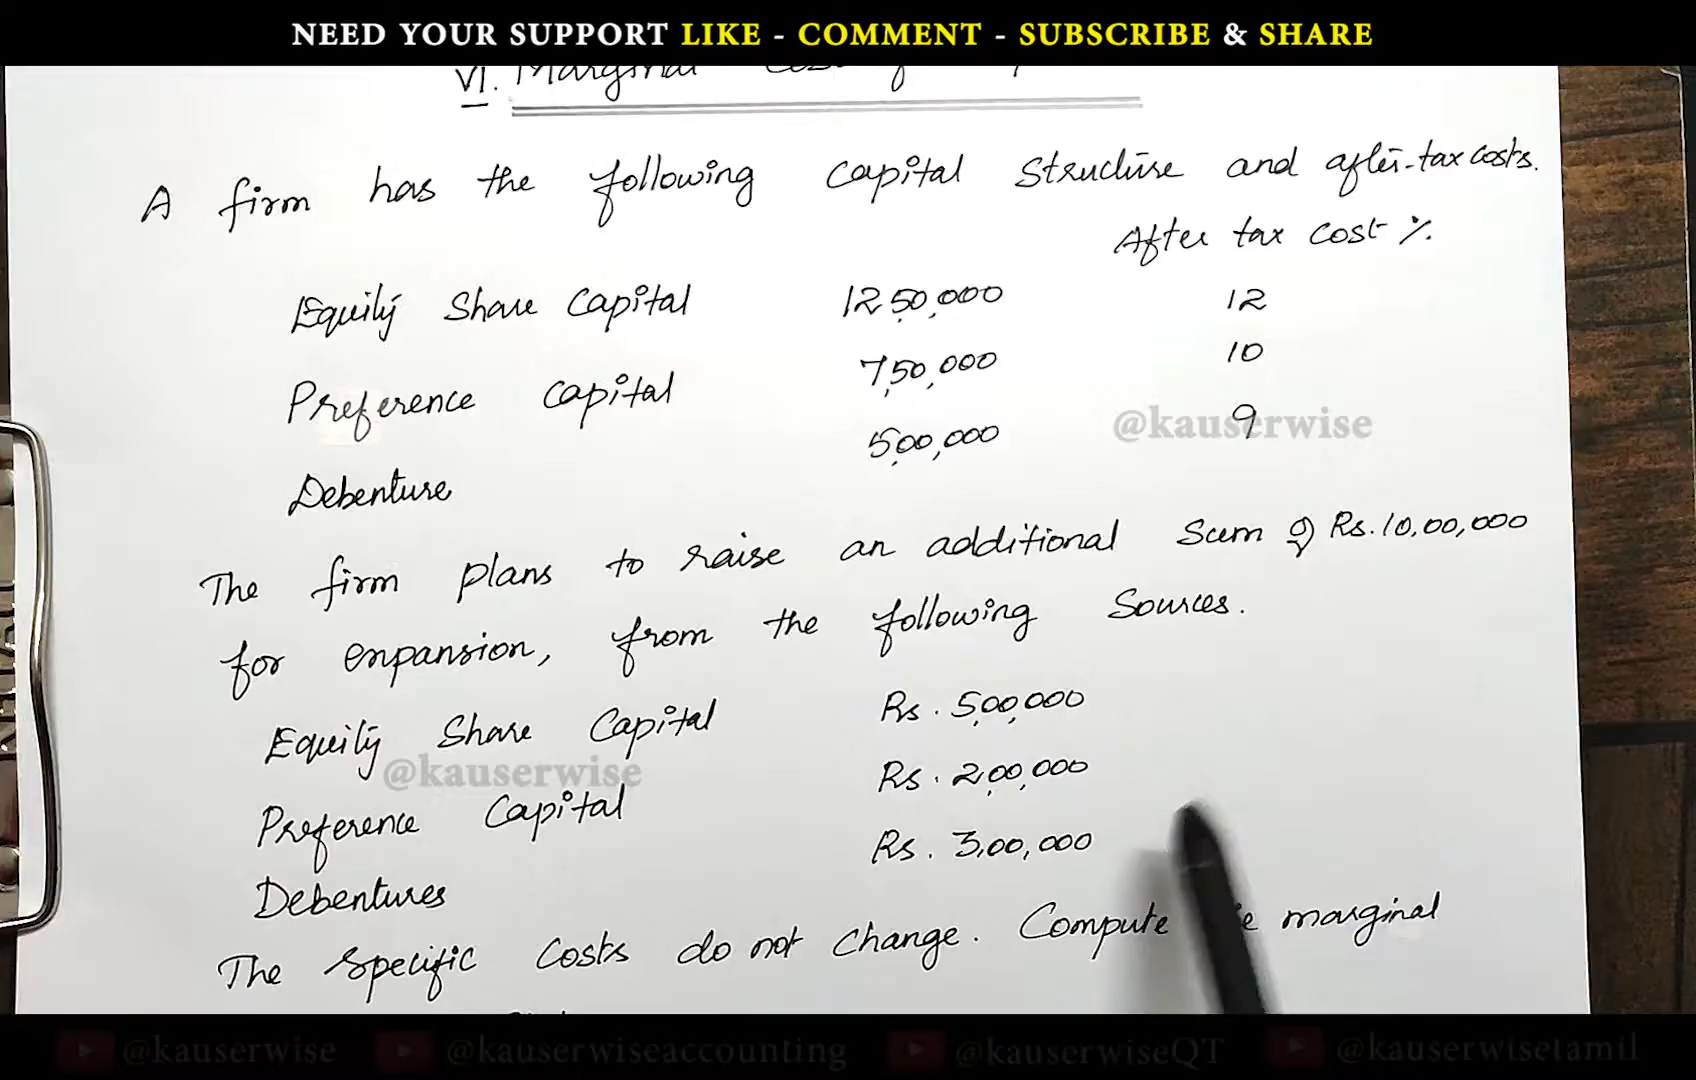 NEED YOUR SUPPORT LIKE - COMMENT - SUBSCRIBE & SHARE
VI. Marginal
A firm has the following capital structure and after-tax costs.
After tax cost %
Equity Share Capital 12,50,000 12
Preference Capital 7,50,000 10
Debenture 5,00,000 9
@kauserwise
The firm plans to raise an additional Sum of Rs. 10,00,000
for expansion, from the following Sources.
Equity Share Capital Rs. 5,00,000
@kauserwise
Preference Capital Rs. 2,00,000
Debentures Rs. 3,00,000
The specific costs do not change. Compute marginal
@kauserwise @kauserwiseaccounting @kauserwiseQT @kauserwisetamil